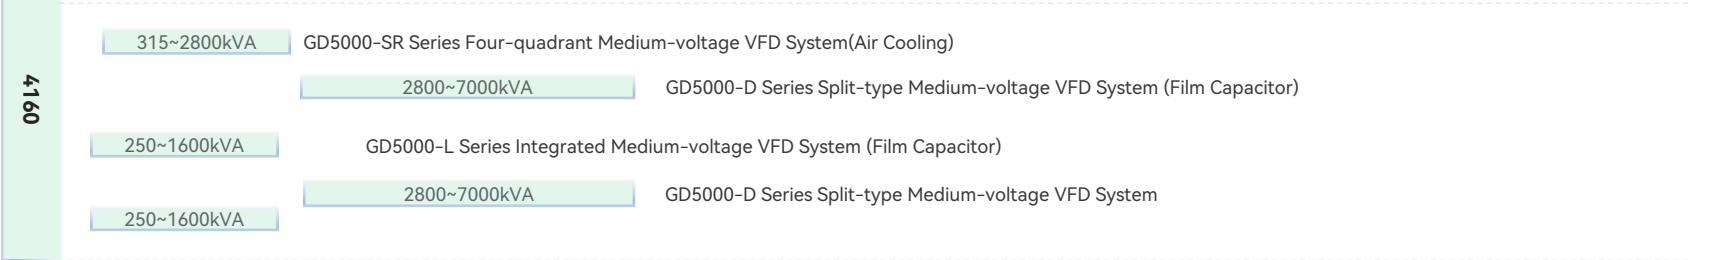 4160
315~2800kVA GD5000-SR Series Four-quadrant Medium-voltage VFD System(Air Cooling)
2800~7000kVA GD5000-D Series Split-type Medium-voltage VFD System (Film Capacitor)
250~1600kVA GD5000-L Series Integrated Medium-voltage VFD System (Film Capacitor)
2800~7000kVA GD5000-D Series Split-type Medium-voltage VFD System
250~1600kVA